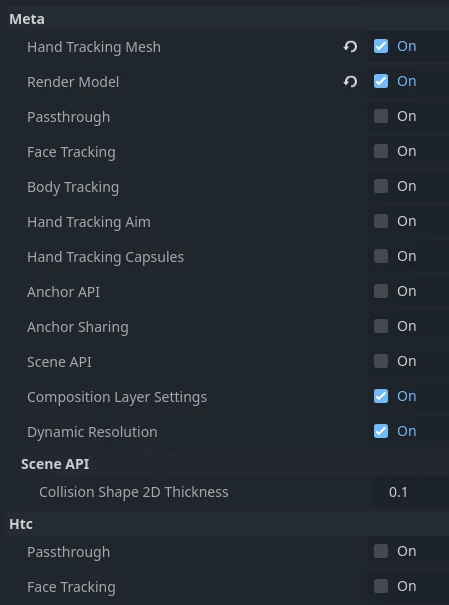 Meta
Hand Tracking Mesh On
Render Model On
Passthrough On
Face Tracking On
Body Tracking On
Hand Tracking Aim On
Hand Tracking Capsules On
Anchor API On
Anchor Sharing On
Scene API On
Composition Layer Settings On
Dynamic Resolution On
Scene API
Collision Shape 2D Thickness 0.1
Htc
Passthrough On
Face Tracking On